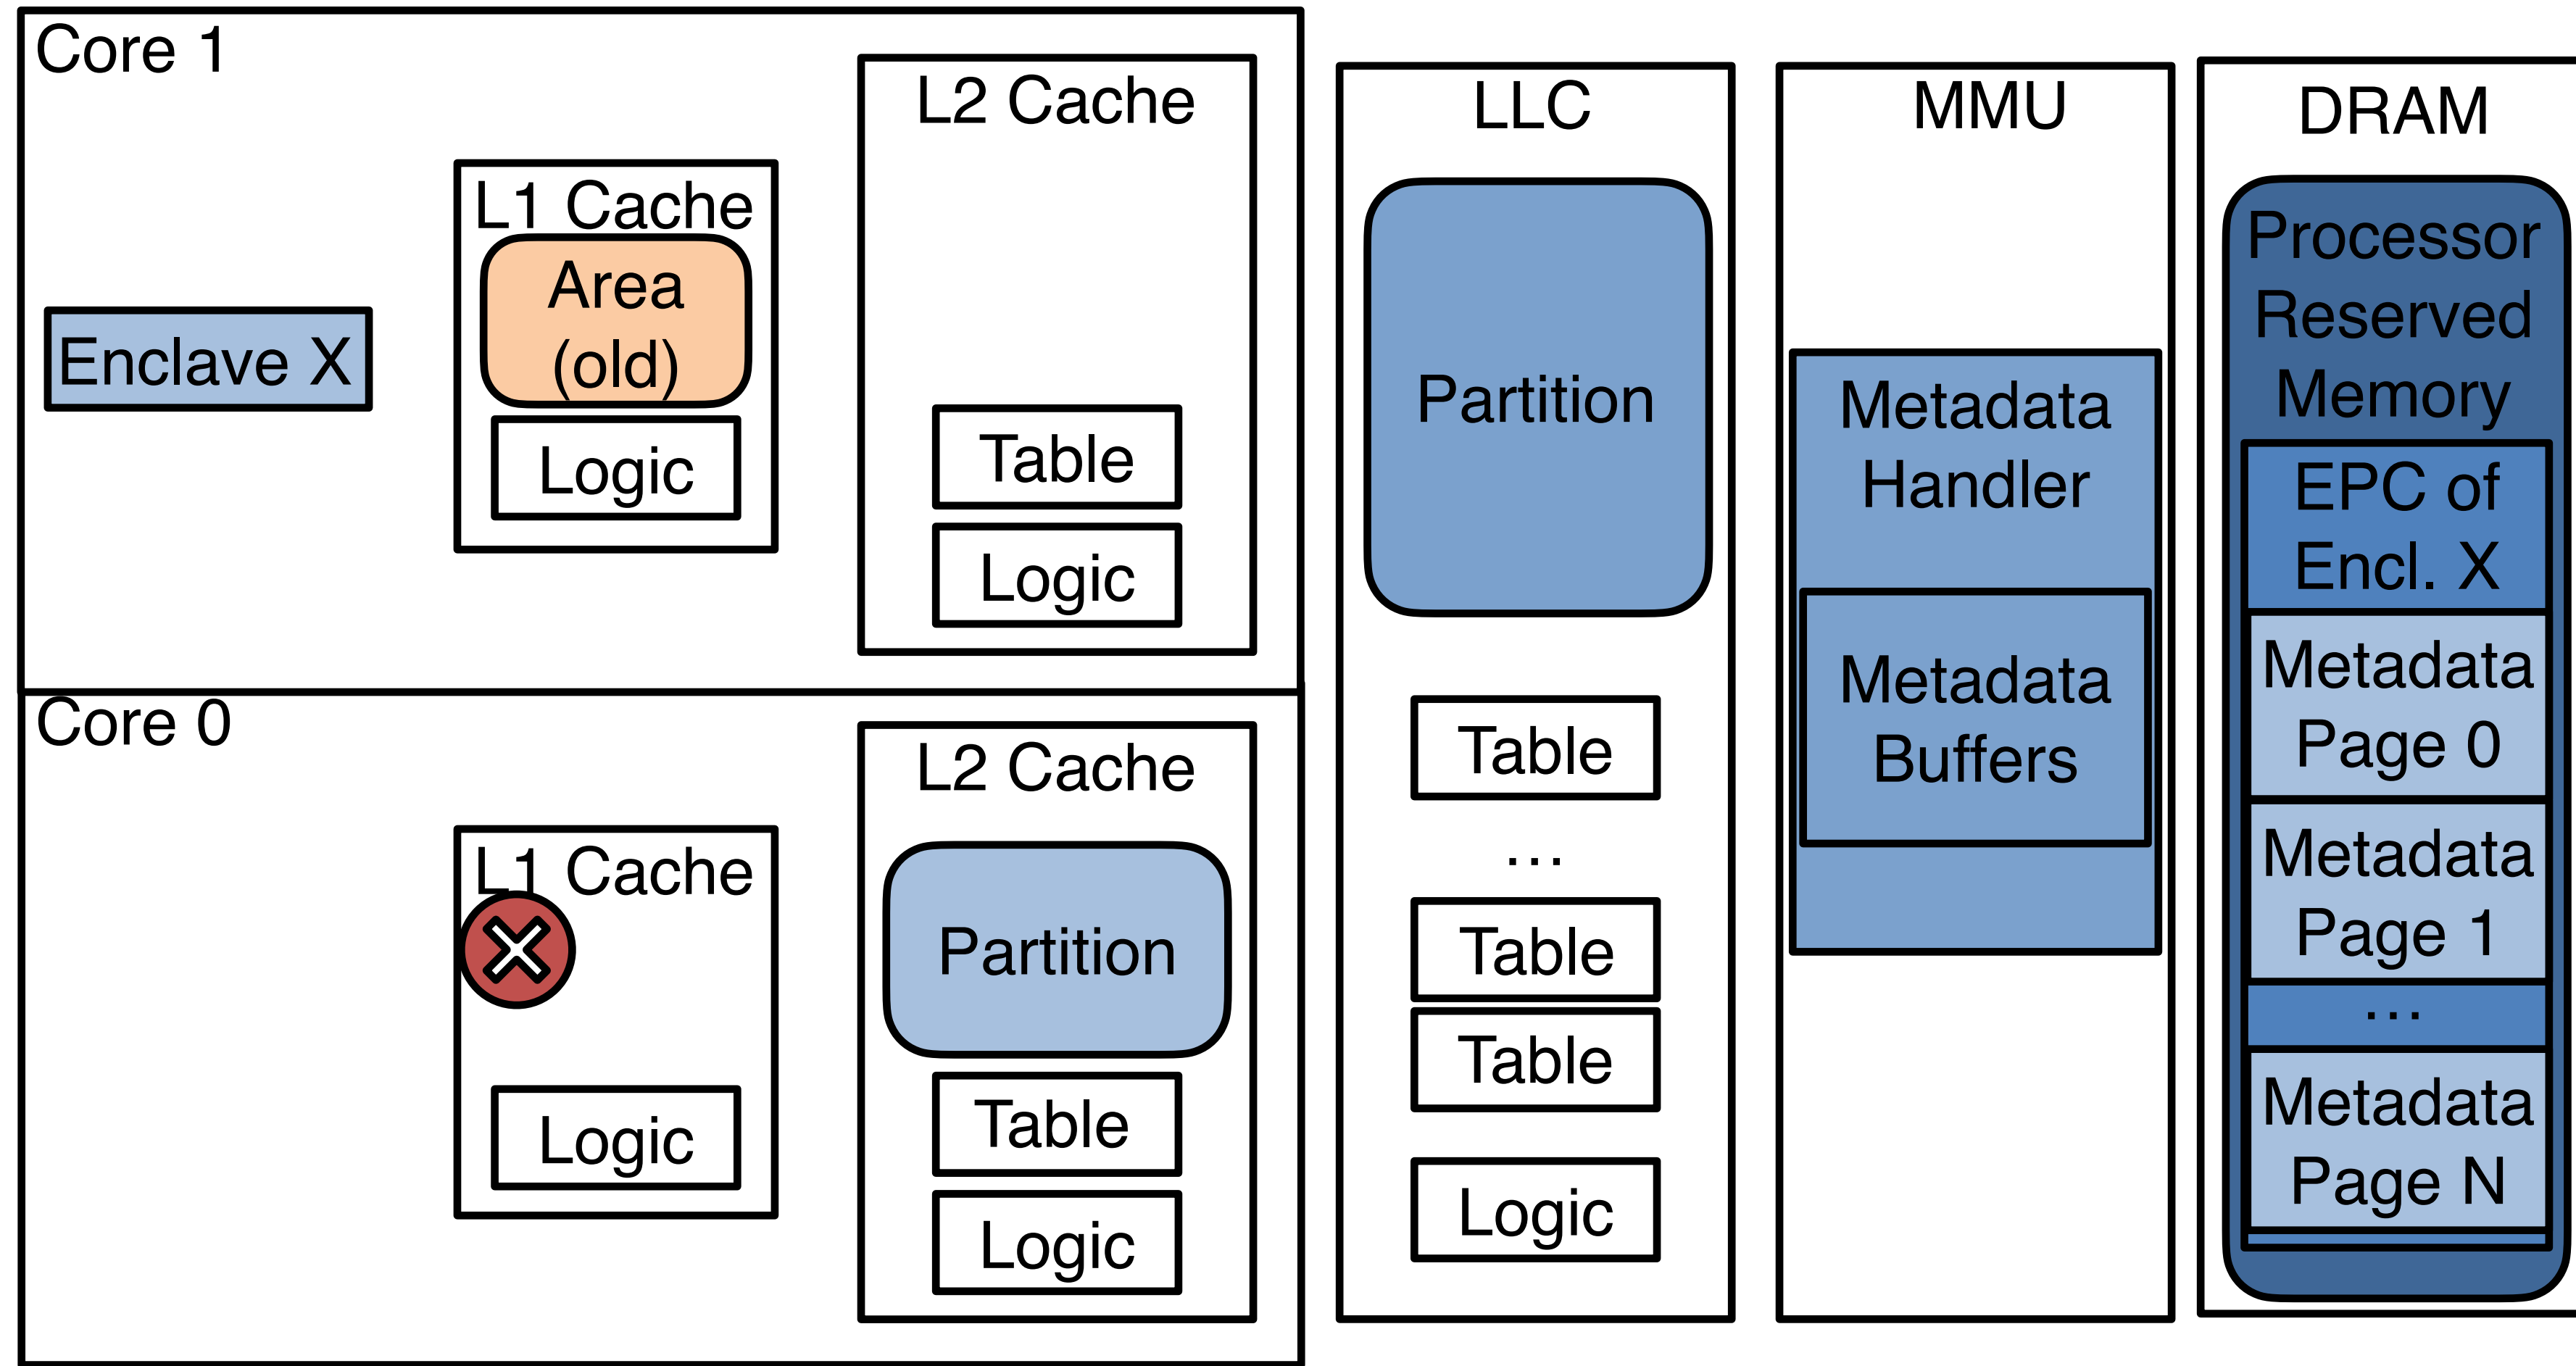 Core 1
Enclave X
L1 Cache
Area
(old)
Logic
L2 Cache
Table
Logic
Core 0
L1 Cache
Logic
L2 Cache
Partition
Table
Logic
LLC
Partition
Table
...
Table
Table
Logic
MMU
Metadata
Handler
Metadata
Buffers
DRAM
Processor
Reserved
Memory
EPC of
Encl. X
Metadata
Page 0
Metadata
Page 1
...
Metadata
Page N